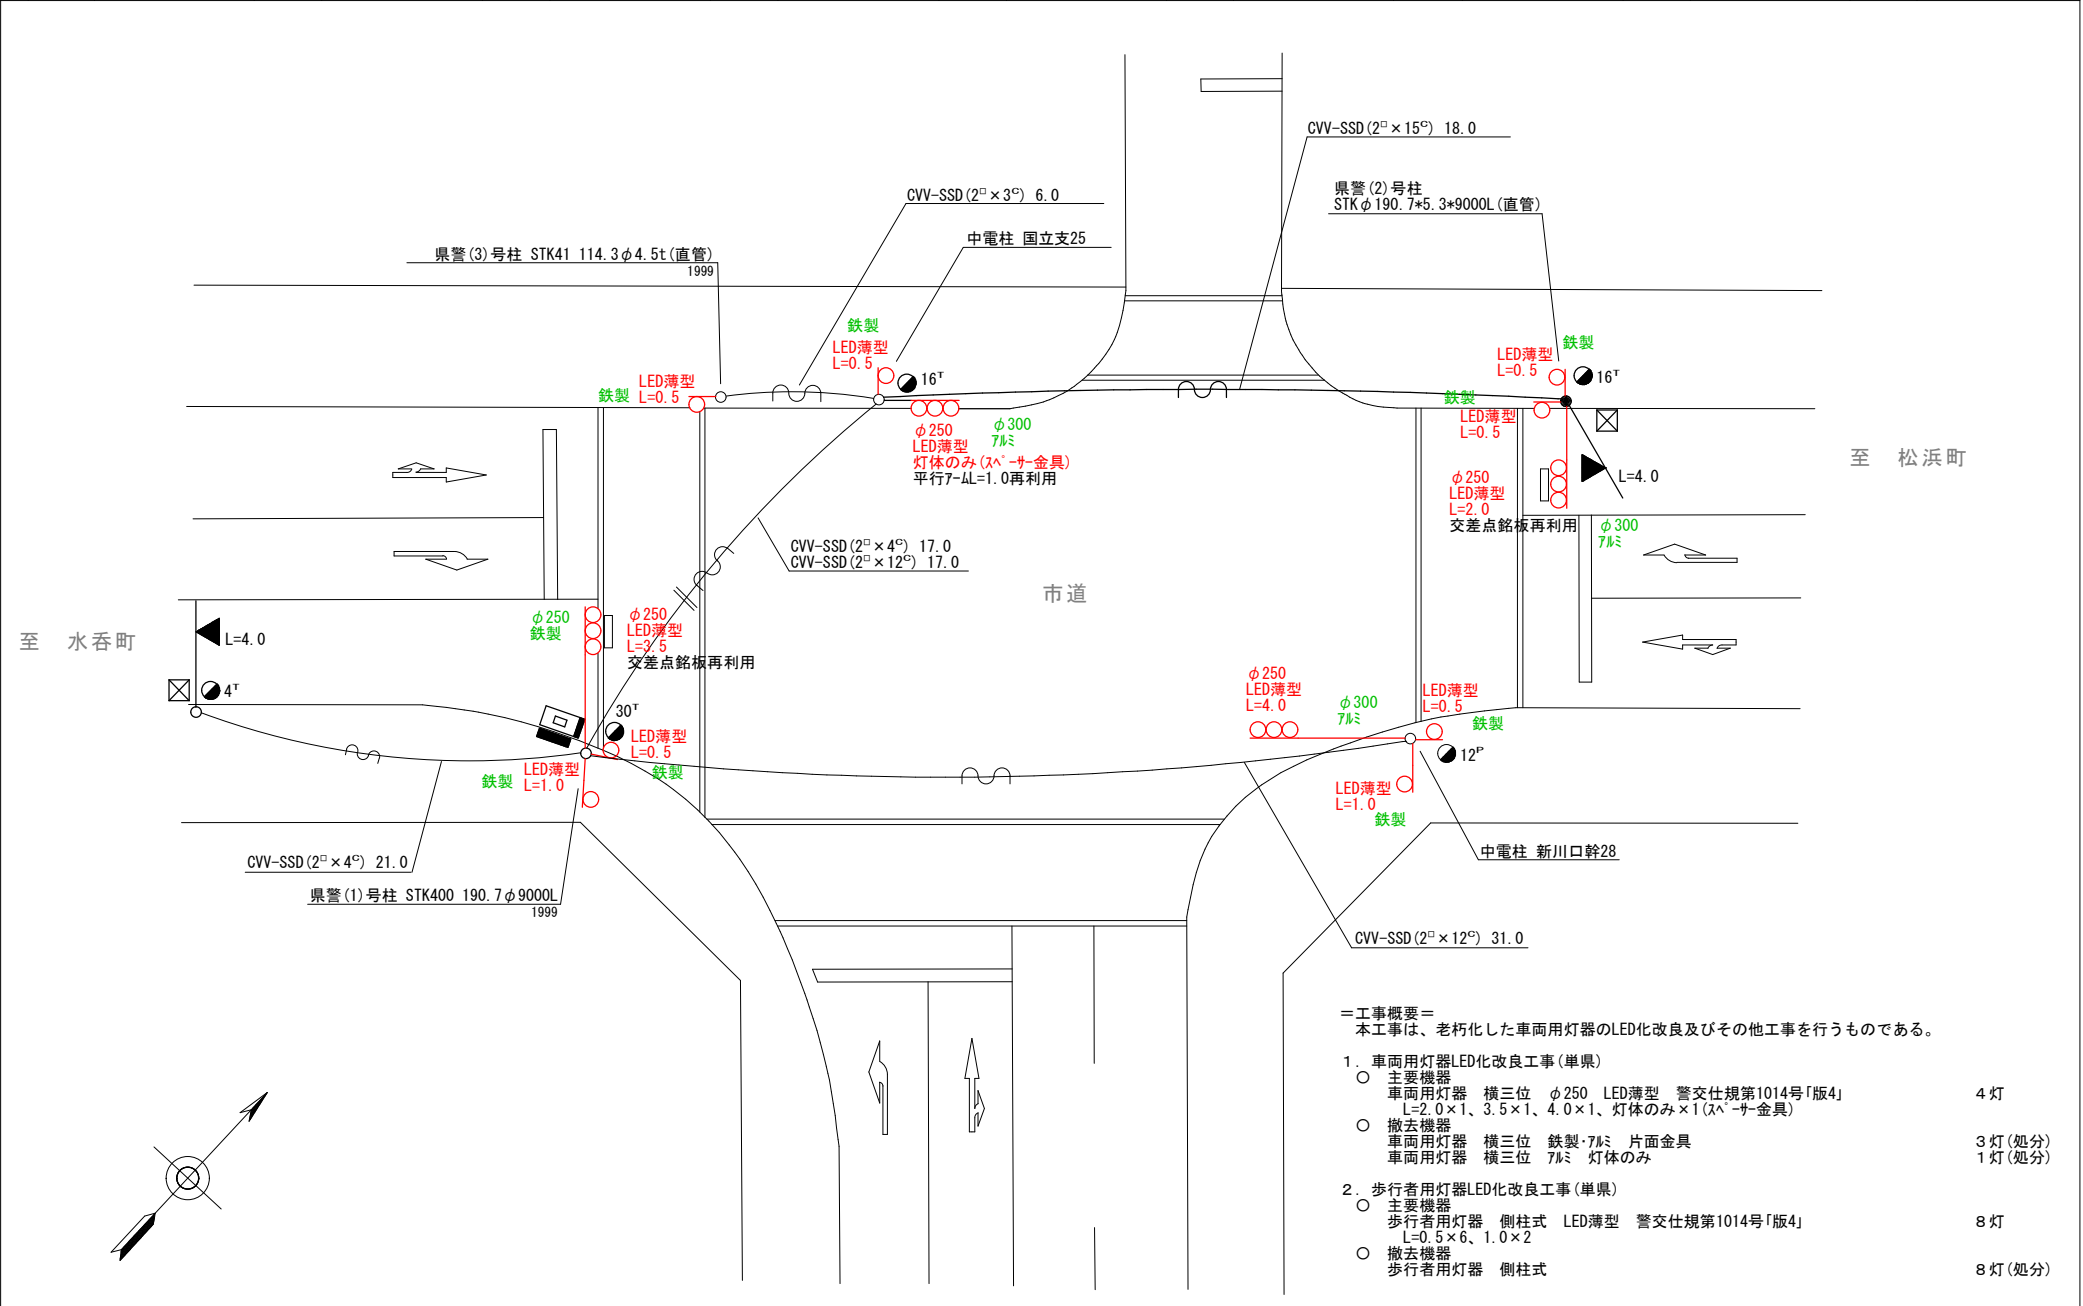 CVV-SSD(2□×15C) 18.0
県警(2)号柱
STKφ190.7*5.3*9000L(直管)
CVV-SSD(2□×3C) 6.0
中電柱 国立支25
県警(3)号柱 STK41 114.3φ4.5t(直管)
1999
鉄製
LED薄型
L=0.5
16T
鉄製
LED薄型
L=0.5
φ250
LED薄型
灯体のみ(スペーサー金具)
平行アームL=1.0再利用
φ300
アルミ
鉄製
LED薄型
L=0.5
16T
鉄製
LED薄型
L=0.5
L=4.0
φ250
LED薄型
L=2.0
交差点銘板再利用
φ300
アルミ
至 松浜町
CVV-SSD(2□×4C) 17.0
CVV-SSD(2□×12C) 17.0
市道
至 水呑町
L=4.0
4T
φ250
鉄製
φ250
LED薄型
L=3.5
交差点銘板再利用
30T
LED薄型
L=0.5
鉄製
鉄製
LED薄型
L=1.0
φ250
LED薄型
L=4.0
φ300
アルミ
LED薄型
L=0.5
鉄製
12P
LED薄型
L=1.0
鉄製
中電柱 新川口幹28
CVV-SSD(2□×4C) 21.0
県警(1)号柱 STK400 190.7φ9000L
1999
CVV-SSD(2□×12C) 31.0
=工事概要=
本工事は、老朽化した車両用灯器のLED化改良及びその他工事を行うものである。
1. 車両用灯器LED化改良工事(単県)
○ 主要機器
車両用灯器 横三位 φ250 LED薄型 警交仕規第1014号「版4」 4灯
L=2.0×1、3.5×1、4.0×1、灯体のみ×1(スペーサー金具)
○ 撤去機器
車両用灯器 横三位 鉄製・アルミ 片面金具 3灯(処分)
車両用灯器 横三位 アルミ 灯体のみ 1灯(処分)
2. 歩行者用灯器LED化改良工事(単県)
○ 主要機器
歩行者用灯器 側柱式 LED薄型 警交仕規第1014号「版4」 8灯
L=0.5×6、1.0×2
○ 撤去機器
歩行者用灯器 側柱式 8灯(処分)